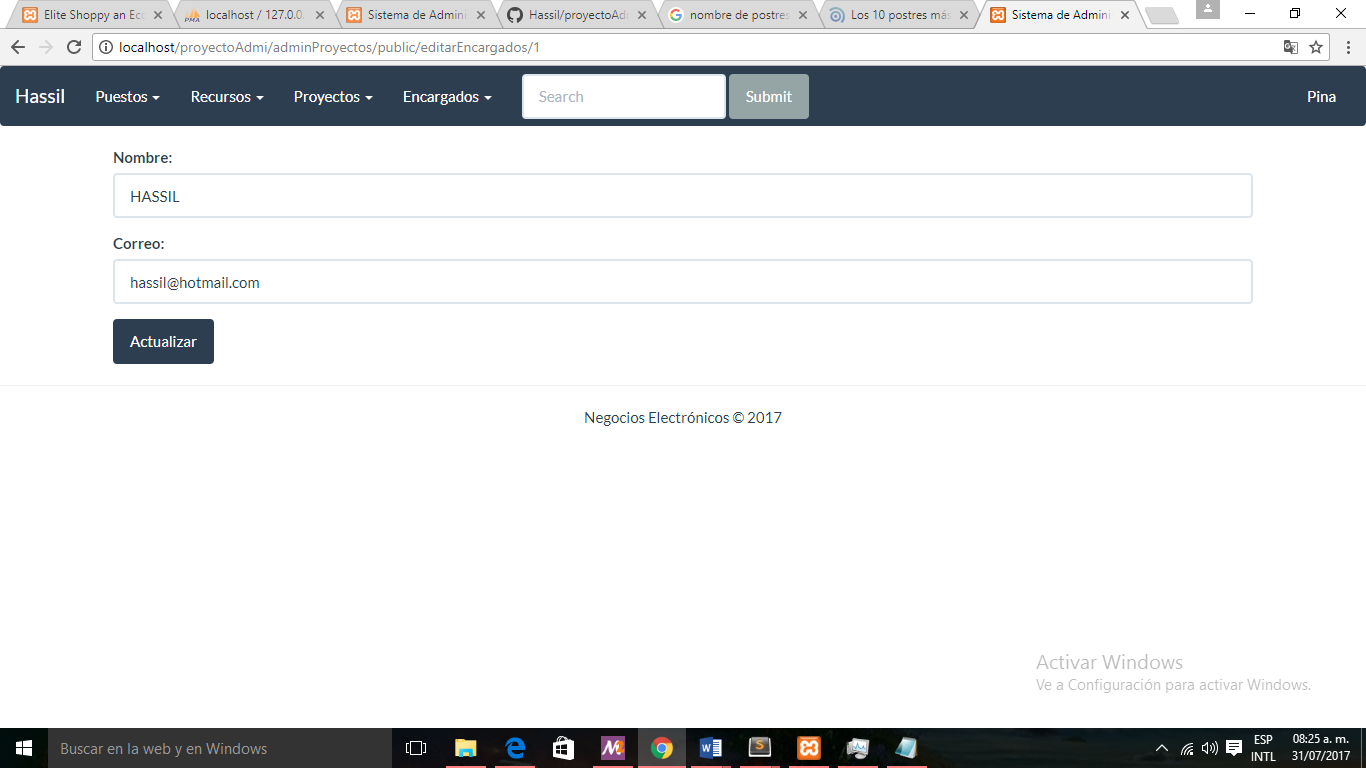 Elite Shoppy an Ec
localhost / 127.0.0.
Sistema de Admini
Hassil/proyectoAd
nombre de postres
Los 10 postres más
Sistema de Admini
localhost/proyectoAdmi/adminProyectos/public/editarEncargados/1
Hassil Puestos Recursos Proyectos Encargados Search Submit Pina
Nombre:
HASSIL
Correo:
hassil@hotmail.com
Actualizar
Negocios Electrónicos © 2017
Activar Windows
Ve a Configuración para activar Windows.
Buscar en la web y en Windows
ESP
INTL
08:25 a. m.
31/07/2017